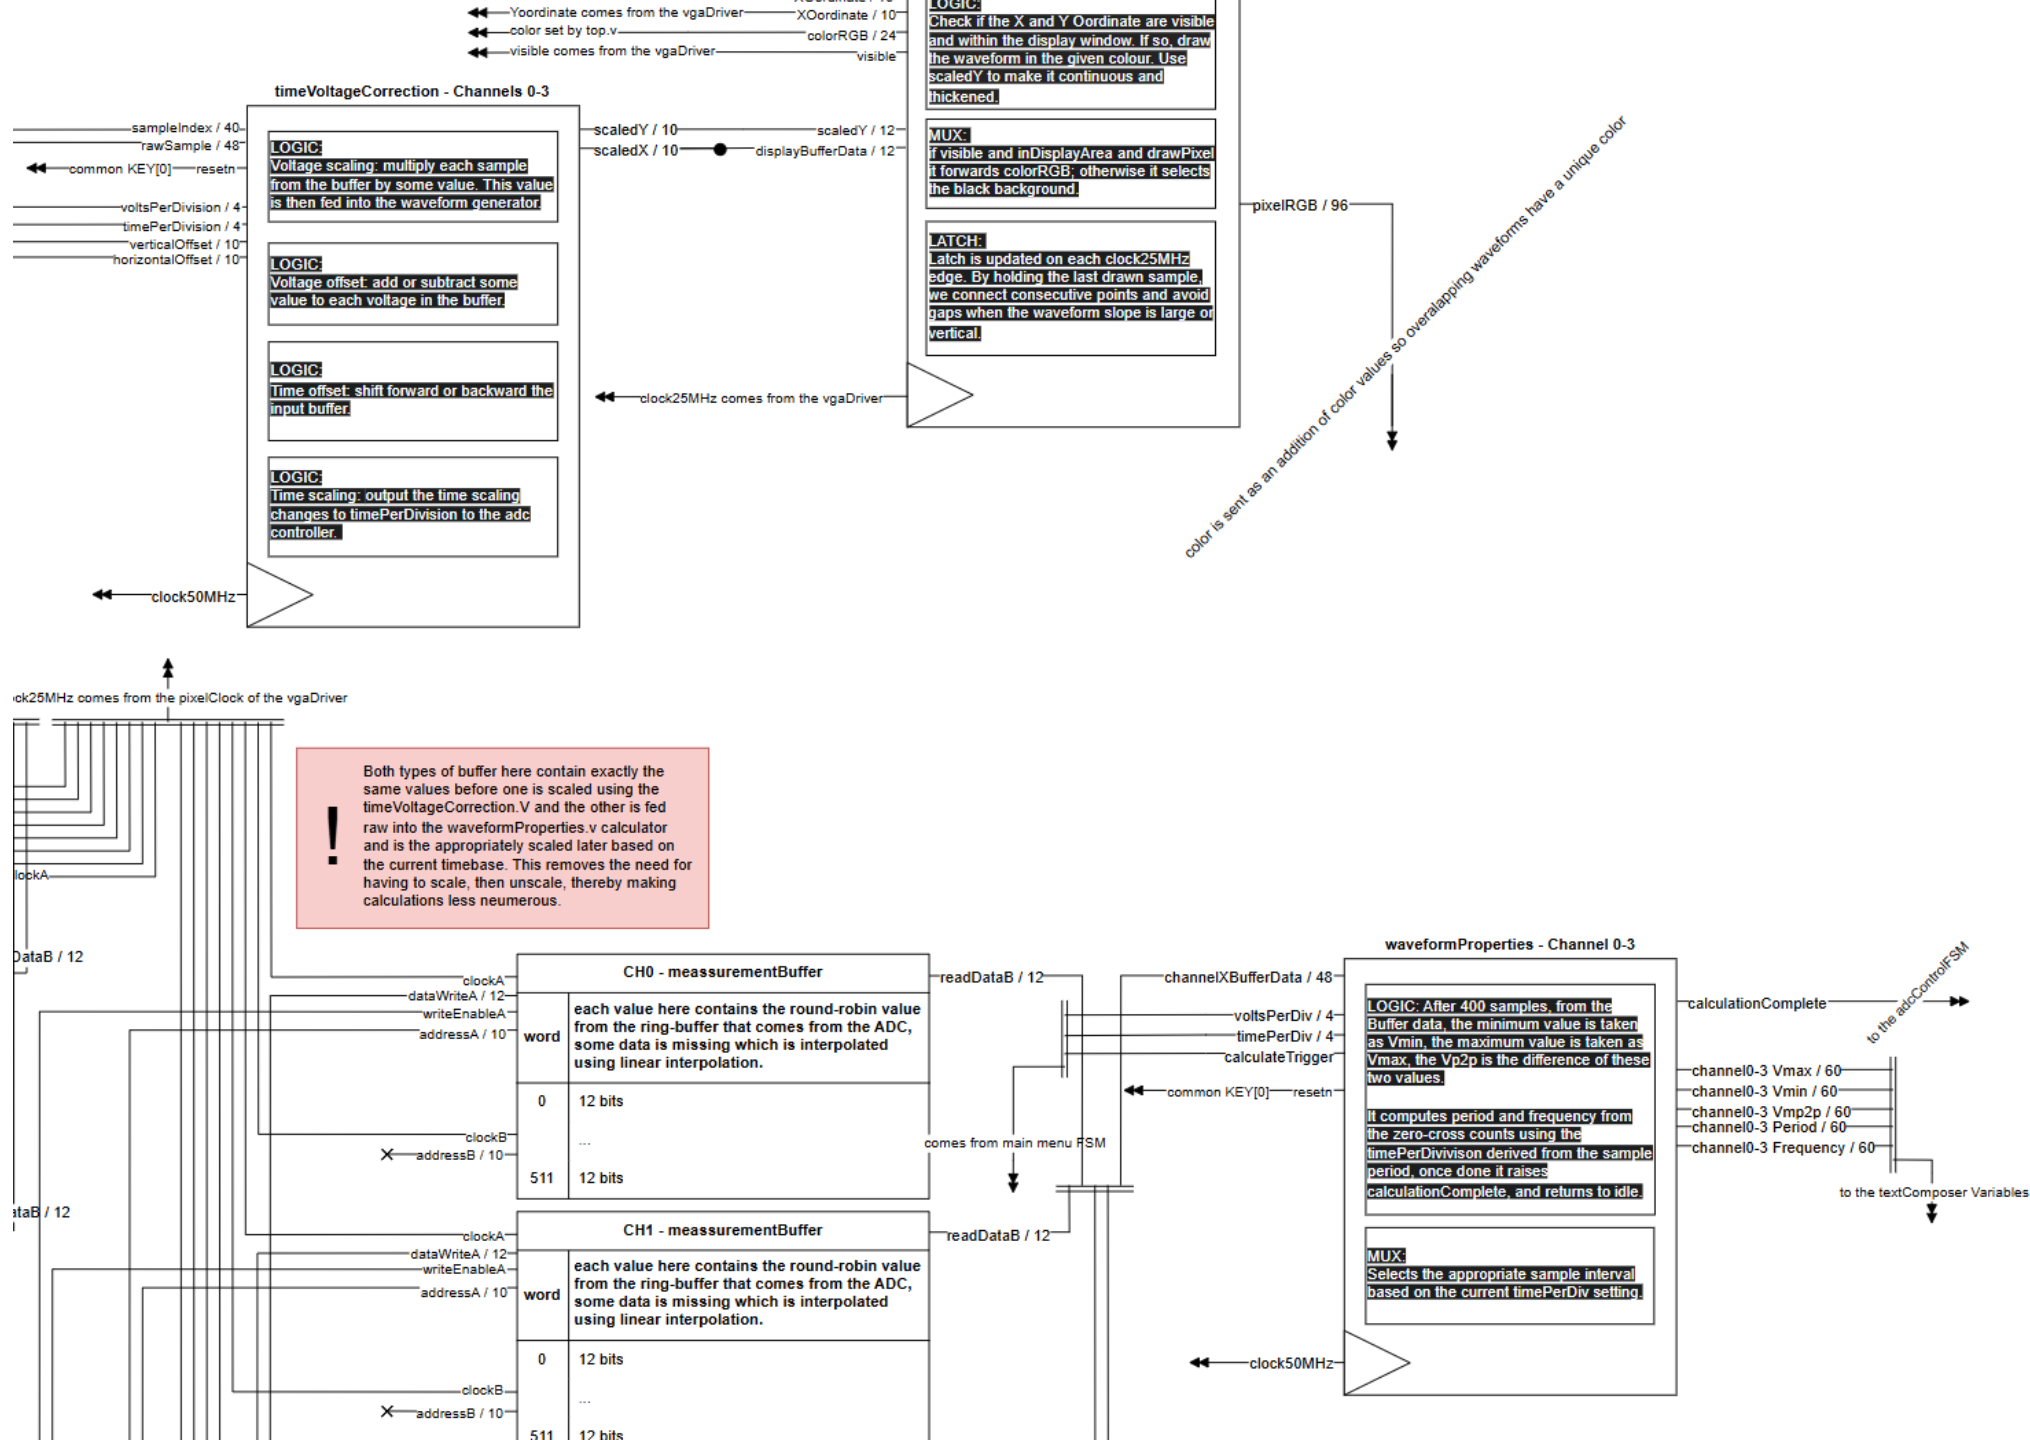 Yoordinate comes from the vgaDriver
XOordinate / 10
color set by top.v
colorRGB / 24
visible comes from the vgaDriver
visible
LOGIC:
Check if the X and Y Oordinate are visible
and within the display window. If so, draw
the waveform in the given colour. Use
scaledY to make it continuous and
thickened.
timeVoltageCorrection - Channels 0-3
sampleIndex / 40
rawSample / 48
common KEY[0]
resetn
voltsPerDivision / 4
timePerDivision / 4
verticalOffset / 10
horizontalOffset / 10
LOGIC:
Voltage scaling: multiply each sample
from the buffer by some value. This value
is then fed into the waveform generator.
LOGIC:
Voltage offset: add or subtract some
value to each voltage in the buffer.
LOGIC:
Time offset: shift forward or backward the
input buffer.
LOGIC:
Time scaling: output the time scaling
changes to timePerDivision to the adc
controller.
clock50MHz
scaledY / 10
scaledX / 10
scaledY / 12
displayBufferData / 12
MUX:
if visible and inDisplayArea and drawPixel
it forwards colorRGB; otherwise it selects
the black background.
LATCH:
Latch is updated on each clock25MHz
edge. By holding the last drawn sample,
we connect consecutive points and avoid
gaps when the waveform slope is large or
vertical.
clock25MHz comes from the vgaDriver
pixelRGB / 96
color is sent as an addition of color values so overalapping waveforms have a unique color
ock25MHz comes from the pixelClock of the vgaDriver
Both types of buffer here contain exactly the
same values before one is scaled using the
timeVoltageCorrection.V and the other is fed
raw into the waveformProperties.v calculator
and is the appropriately scaled later based on
the current timebase. This removes the need for
having to scale, then unscale, thereby making
calculations less neumerous.
!
lockA
DataB / 12
ataB / 12
CH0 - meassurementBuffer
clockA
dataWriteA / 12
writeEnableA
addressA / 10
word
each value here contains the round-robin value
from the ring-buffer that comes from the ADC,
some data is missing which is interpolated
using linear interpolation.
0
12 bits
...
511
12 bits
clockB
addressB / 10
readDataB / 12
CH1 - meassurementBuffer
clockA
dataWriteA / 12
writeEnableA
addressA / 10
word
each value here contains the round-robin value
from the ring-buffer that comes from the ADC,
some data is missing which is interpolated
using linear interpolation.
0
12 bits
...
511
12 bits
clockB
addressB / 10
readDataB / 12
comes from main menu FSM
waveformProperties - Channel 0-3
channelXBufferData / 48
voltsPerDiv / 4
timePerDiv / 4
calculateTrigger
common KEY[0]
resetn
LOGIC: After 400 samples, from the
Buffer data, the minimum value is taken
as Vmin, the maximum value is taken as
Vmax, the Vp2p is the difference of these
two values.
It computes period and frequency from
the zero-cross counts using the
timePerDivivison derived from the sample
period, once done it raises
calculationComplete, and returns to idle.
MUX:
Selects the appropriate sample interval
based on the current timePerDiv setting.
clock50MHz
calculationComplete
to the adcControlFSM
channel0-3 Vmax / 60
channel0-3 Vmin / 60
channel0-3 Vmp2p / 60
channel0-3 Period / 60
channel0-3 Frequency / 60
to the textComposer Variables